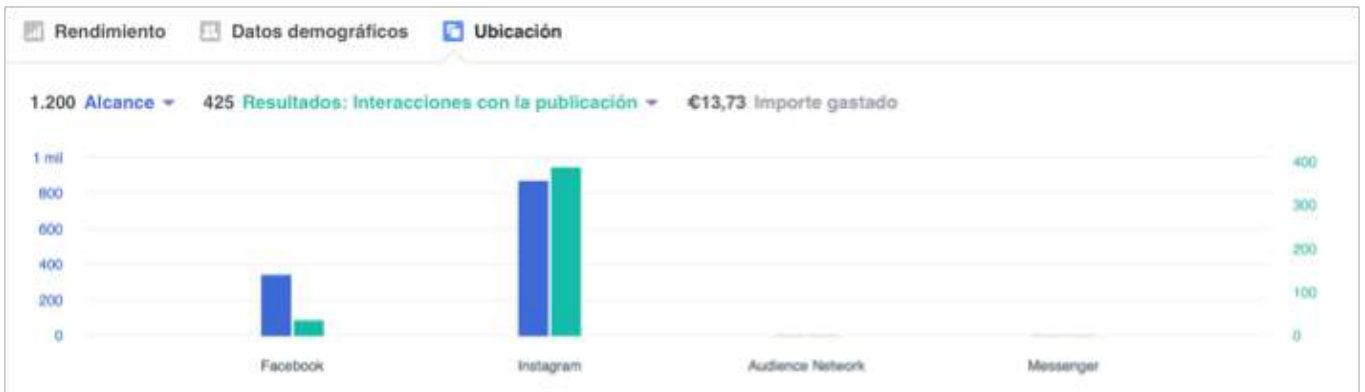 Rendimiento Datos demográficos Ubicación
1.200 Alcance 425 Resultados: Interacciones con la publicación €13,73 Importe gastado
1 mil 400
800
300
600
200
400
200 100
0 0
Facebook Instagram Audience Network Messenger